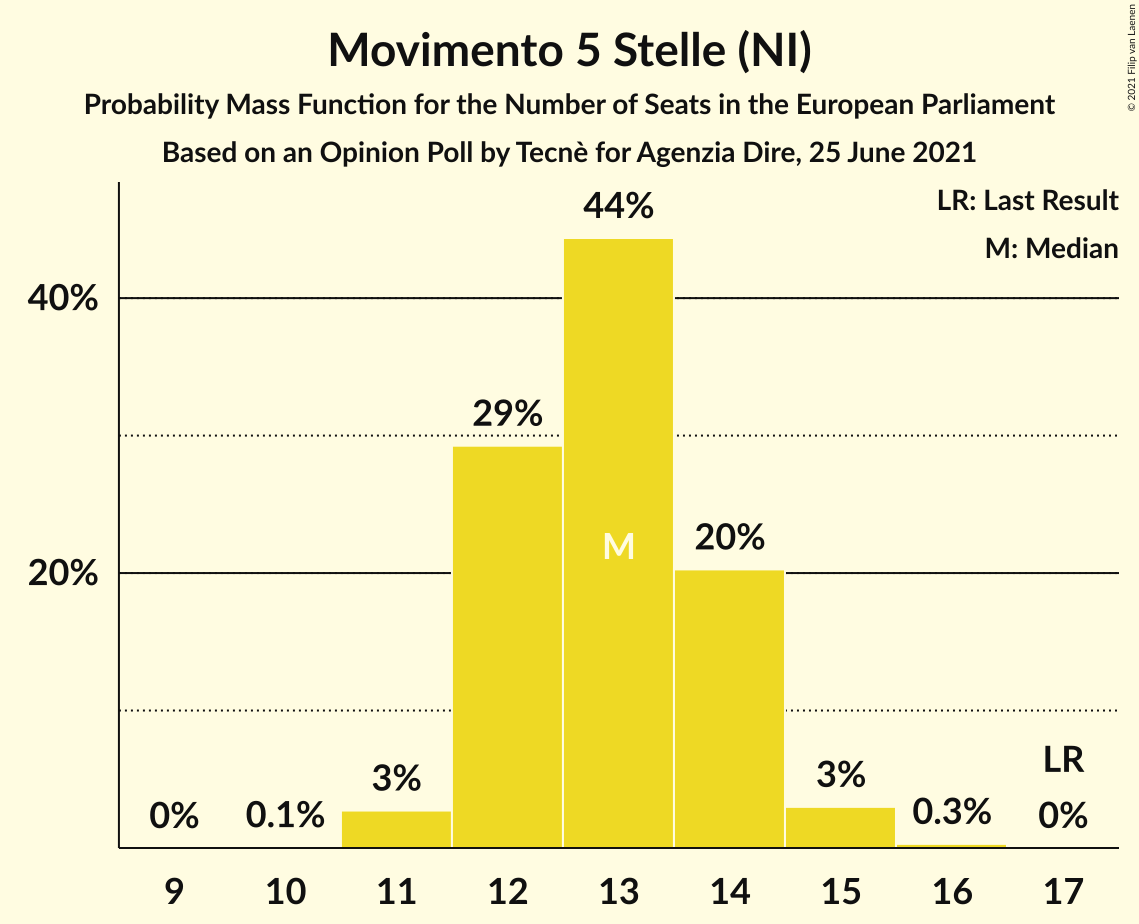 Movimento 5 Stelle (NI)
Probability Mass Function for the Number of Seats in the European Parliament
Based on an Opinion Poll by Tecnè for Agenzia Dire, 25 June 2021
© 2021 Filip van Laenen
LR: Last Result
M: Median
40%
20%
0%
0.1%
3%
29%
44%
M
20%
3%
0.3%
LR
0%
9 10 11 12 13 14 15 16 17